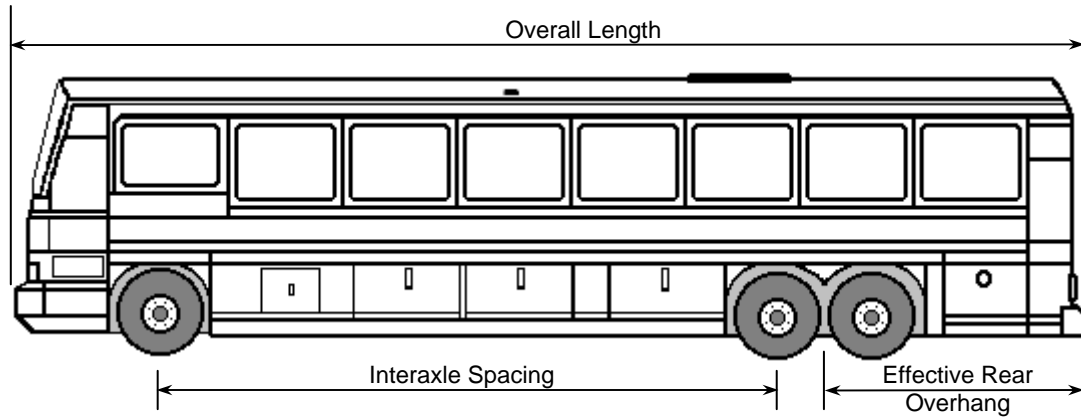 Overall Length
Interaxle Spacing
Effective Rear
Overhang